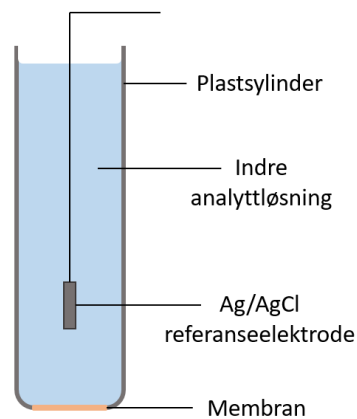 Plastsylinder
Indre
analyttløsning
Ag/AgCl
referanseelektrode
Membran